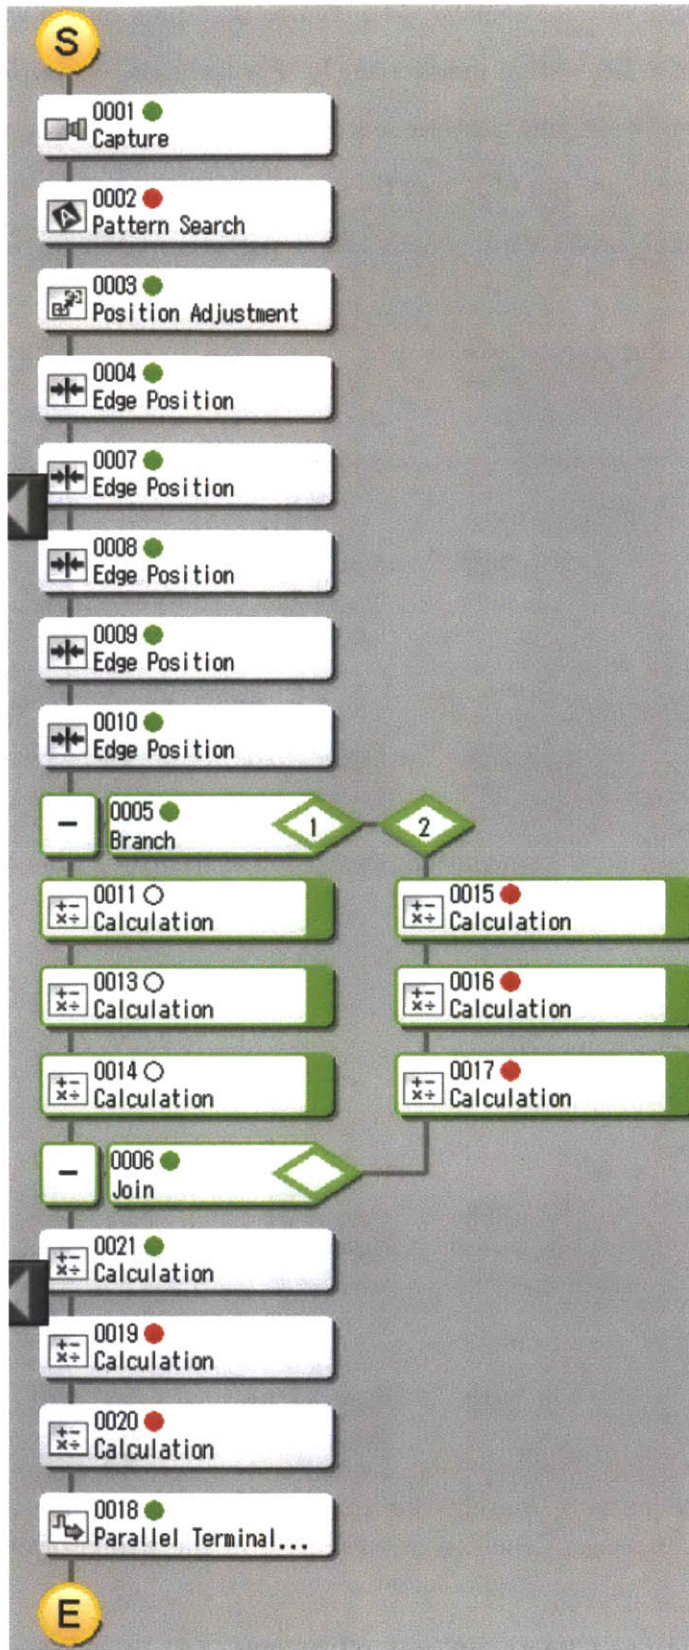 S
0001
Capture
0002
Pattern Search
0003
Position Adjustment
0004
Edge Position
0007
Edge Position
0008
Edge Position
0009
Edge Position
0010
Edge Position
0005
Branch
1
2
0011
Calculation
0015
Calculation
0013
Calculation
0016
Calculation
0014
Calculation
0017
Calculation
0006
Join
0021
Calculation
0019
Calculation
0020
Calculation
0018
Parallel Terminal...
E